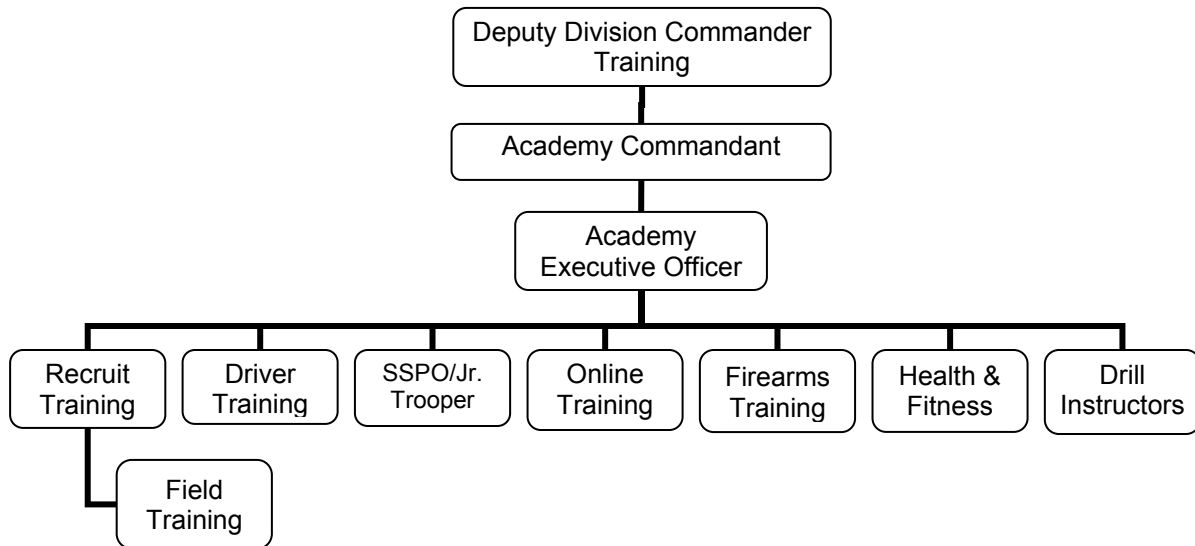 Deputy Division Commander
Training
Academy Commandant
Academy
Executive Officer
Recruit
Training
Driver
Training
SSPO/Jr.
Trooper
Online
Training
Firearms
Training
Health &
Fitness
Drill
Instructors
Field
Training